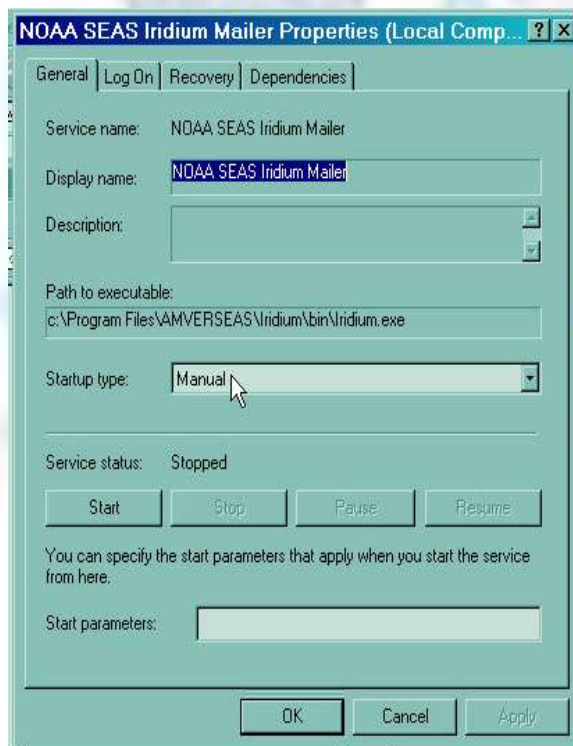 NOAA SEAS Iridium Mailer Properties (Local Comp... ? X
General Log On Recovery Dependencies
Service name: NOAA SEAS Iridium Mailer
Display name: NOAA SEAS Iridium Mailer
Description:
Path to executable:
c:\Program Files\AMVERSEAS\Iridium\bin\Iridium.exe
Startup type: Manual
Service status: Stopped
Start Stop Pause Resume
You can specify the start parameters that apply when you start the service
from here.
Start parameters:
OK Cancel Apply